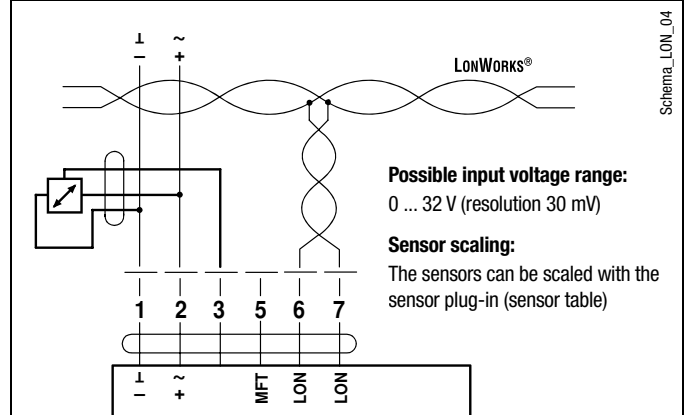 ⊥ ~
– +
LONWORKS®
Schema_LON_04
Possible input voltage range:
0 ... 32 V (resolution 30 mV)
Sensor scaling:
The sensors can be scaled with the
sensor plug-in (sensor table)
1 2 3 5 6 7
⊥ ~ MFT LON LON
– +